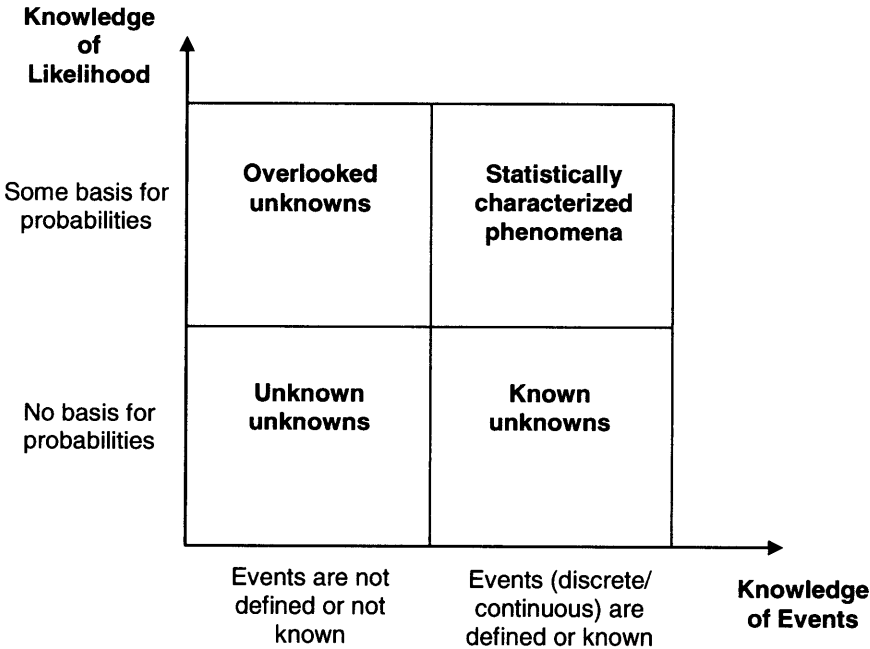 Knowledge
of
Likelihood
Some basis for
probabilities
Overlooked
unknowns
Statistically
characterized
phenomena
No basis for
probabilities
Unknown
unknowns
Known
unknowns
Events are not
defined or not
known
Events (discrete/
continuous) are
defined or known
Knowledge
of Events